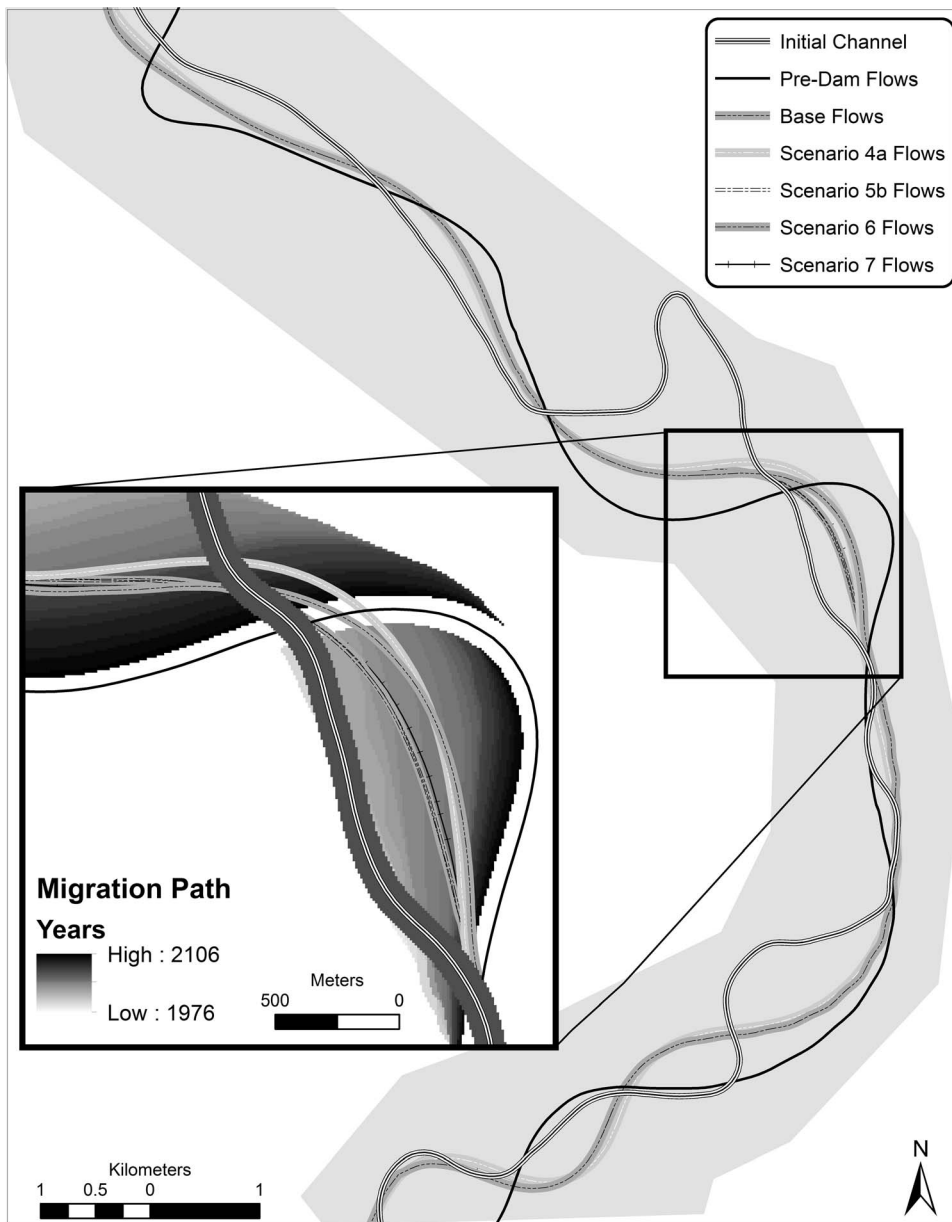 Initial Channel
Pre-Dam Flows
Base Flows
Scenario 4a Flows
Scenario 5b Flows
Scenario 6 Flows
Scenario 7 Flows
Migration Path
Years
High : 2106
Low : 1976
Meters
500 0
Kilometers
1 0.5 0 1
N